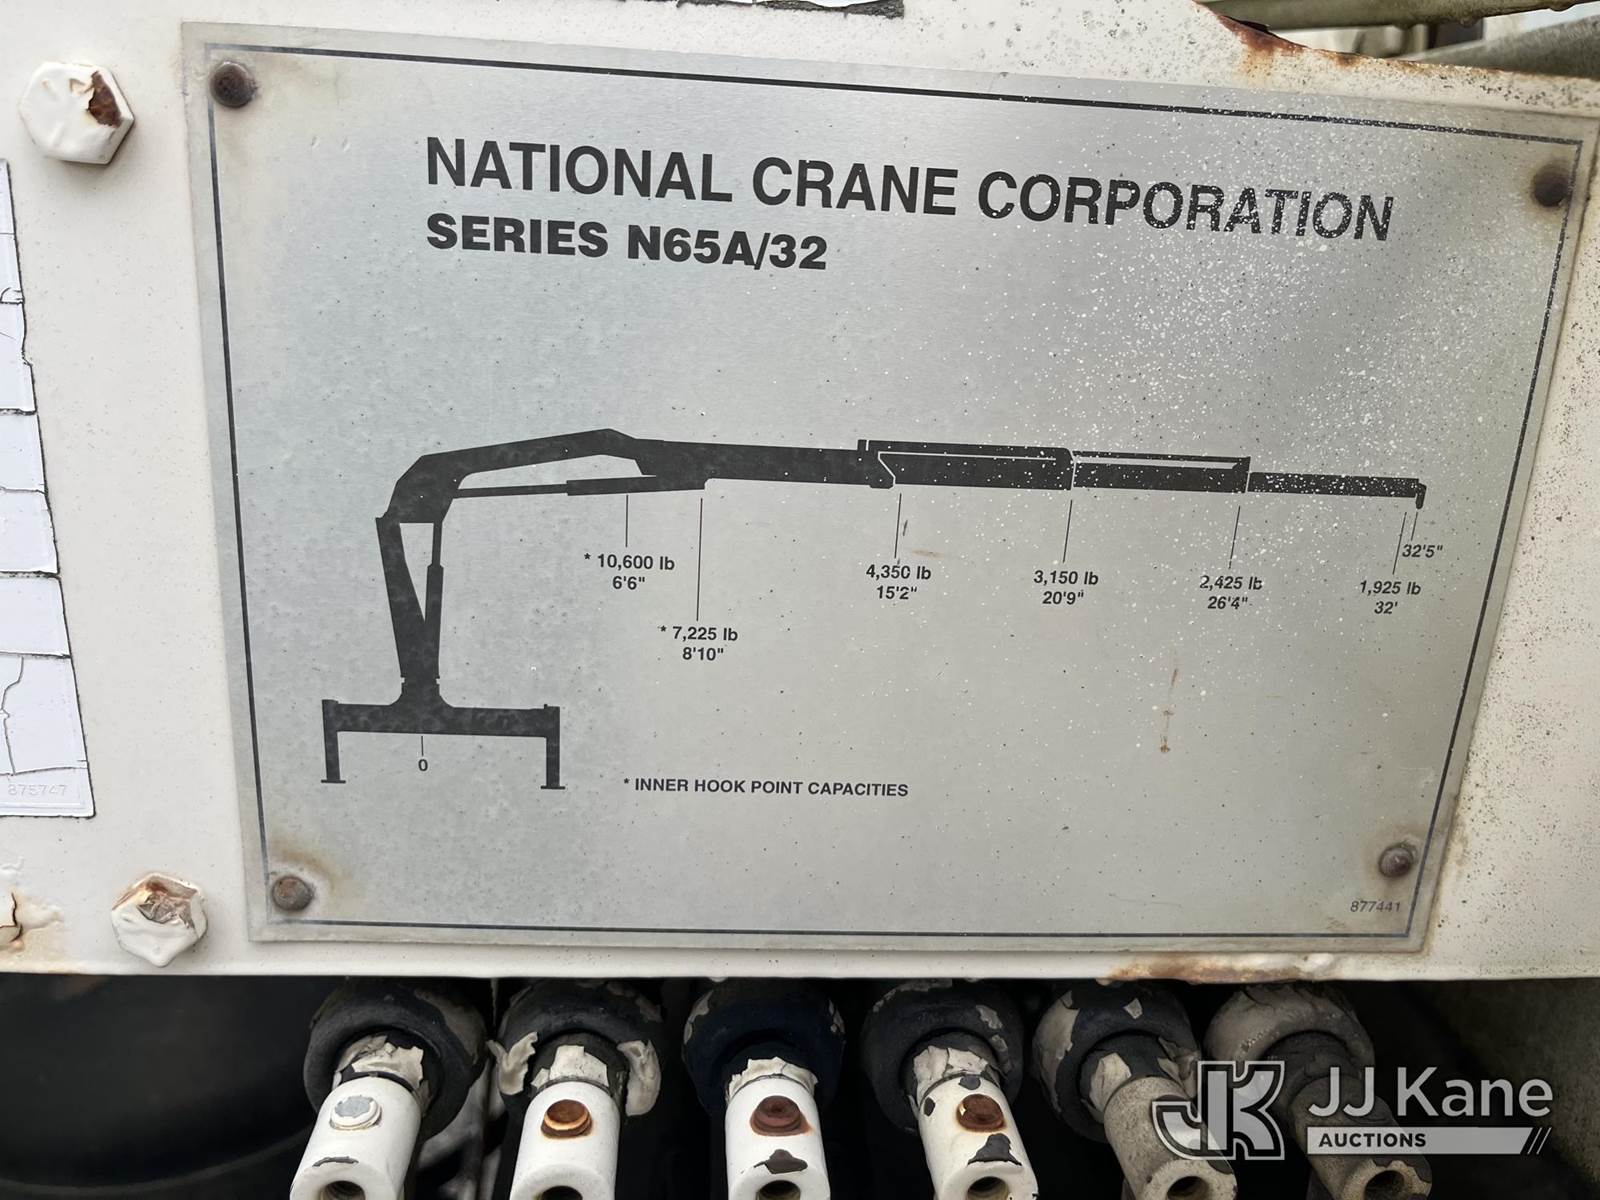 NATIONAL CRANE CORPORATION
SERIES N65A/32
* 10,600 lb
6'6"
* 7,225 lb
8'10"
4,350 lb
15'2"
3,150 lb
20'9"
2,425 lb
26'4"
1,925 lb
32'
32'5"
0
* INNER HOOK POINT CAPACITIES
877441
875747
JK JJ Kane
AUCTIONS